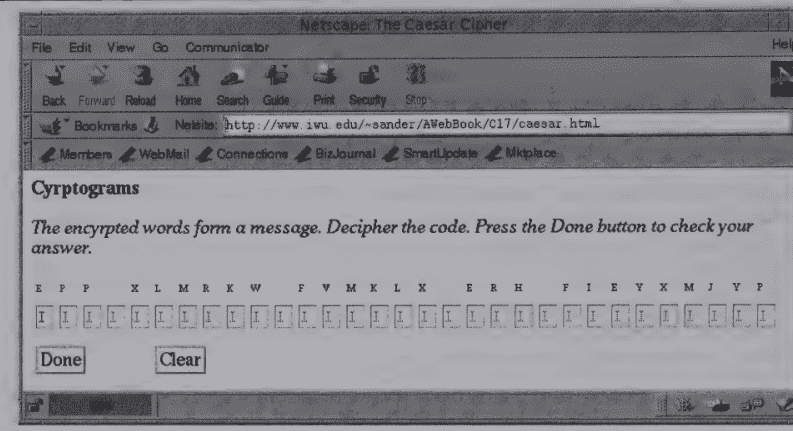 Netscape: The Caesar Cipher
File Edit View Go Communicator Help
Back Forward Reload Home Search Guide Print Security Stop
Bookmarks Netsite: http://www.iwu.edu/~sander/AWebBook/C17/caesar.html
Members WebMail Connections BizJournal SmartUpdate Mktplace
Cyrptograms
The encyrpted words form a message. Decipher the code. Press the Done button to check your
answer.
E P P X L M R K W F V M K L X E R H F I E Y X M J Y P
I I I I I I I I I I I I I I I I I I I I I I I I I I I I I I I
Done Clear